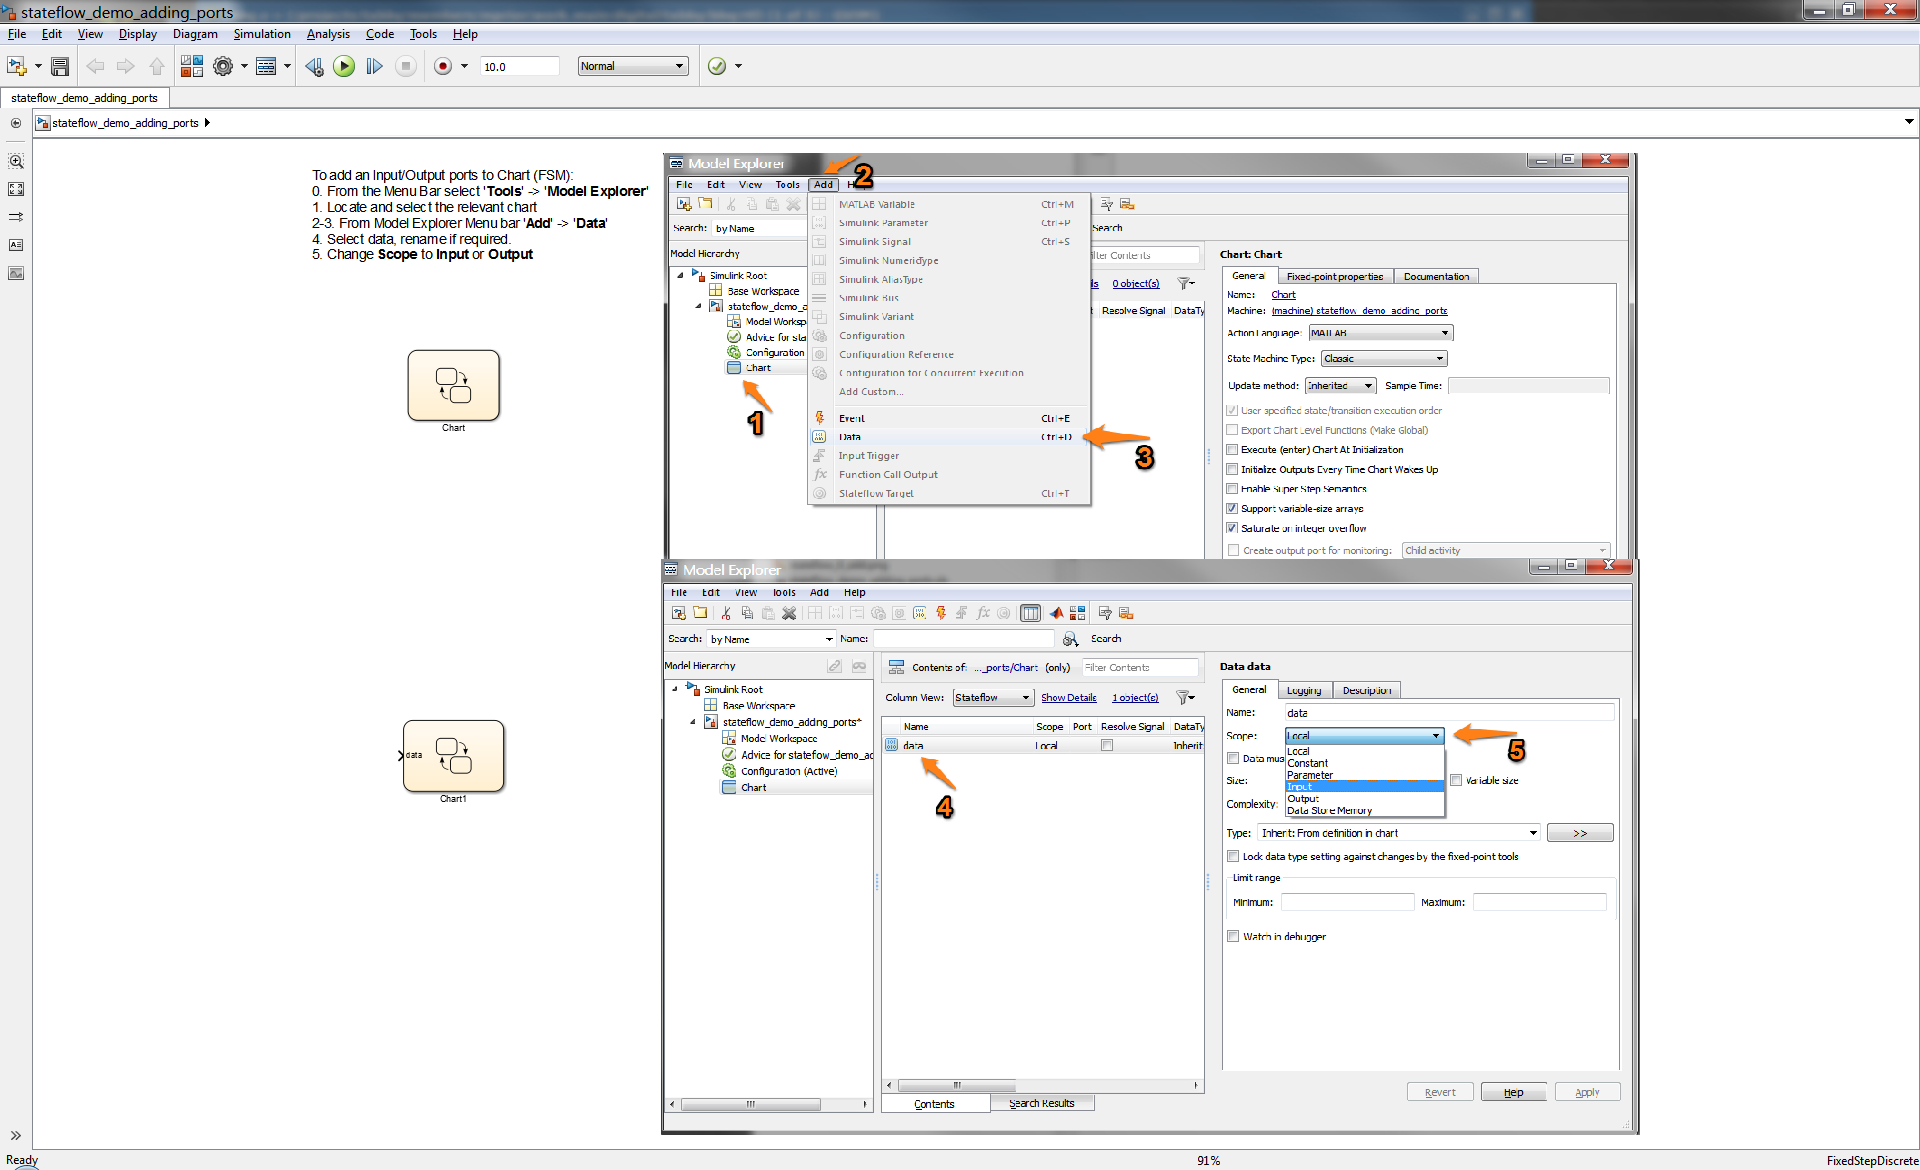 stateflow_demo_adding_ports
File Edit View Display Diagram Simulation Analysis Code Tools Help
10.0 Normal
stateflow_demo_adding_ports
stateflow_demo_adding_ports
To add an Input/Output ports to Chart (FSM):
0. From the Menu Bar select 'Tools' -> 'Model Explorer'
1. Locate and select the relevant chart
2-3. From Model Explorer Menu bar 'Add' -> 'Data'
4. Select data, rename if required.
5. Change Scope to Input or Output
Chart
data
Chart1
Model Explorer
2
File Edit View Tools Add H
Search: by Name
Search
Model Hierarchy
Simulink Root
Base Workspace
stateflow_demo_a
Model Worksp
Advice for sta
Configuration
Chart
1
MATLAB Variable Ctrl+M
Simulink Parameter Ctrl+P
Simulink Signal Ctrl+S
Simulink NumericType
Simulink AliasType
Simulink Bus
Simulink Variant
Configuration
Configuration Reference
Configuration for Concurrent Execution
Add Custom...
Event Ctrl+E
Data Ctrl+D
Input Trigger
Function Call Output
Stateflow Target Ctrl+T
3
ilter Contents
ls 0 object(s)
t Resolve Signal DataTy
Chart: Chart
General Fixed-point properties Documentation
Name: Chart
Machine: (machine) stateflow_demo_adding_ports
Action Language: MATLAB
State Machine Type: Classic
Update method: Inherited Sample Time:
User specified state/transition execution order
Export Chart Level Functions (Make Global)
Execute (enter) Chart At Initialization
Initialize Outputs Every Time Chart Wakes Up
Enable Super Step Semantics
Support variable-size arrays
Saturate on integer overflow
Create output port for monitoring: Child activity
Model Explorer
File Edit View Tools Add Help
Search: by Name Name: Search
Model Hierarchy
Simulink Root
Base Workspace
stateflow_demo_adding_ports*
Model Workspace
Advice for stateflow_demo_ad
Configuration (Active)
Chart
Contents of: ..._ports/Chart (only) Filter Contents
Column View: Stateflow Show Details 1 object(s)
Name Scope Port Resolve Signal DataTy
data Local Inherit
4
Contents Search Results
Data data
General Logging Description
Name: data
Scope: Local
5
Local
Constant
Parameter
Input
Output
Data Store Memory
Data mus
Size: Variable size
Complexity:
Type: Inherit: From definition in chart >>
Lock data type setting against changes by the fixed-point tools
Limit range
Minimum: Maximum:
Watch in debugger
Revert Help Apply
Ready 91% FixedStepDiscrete